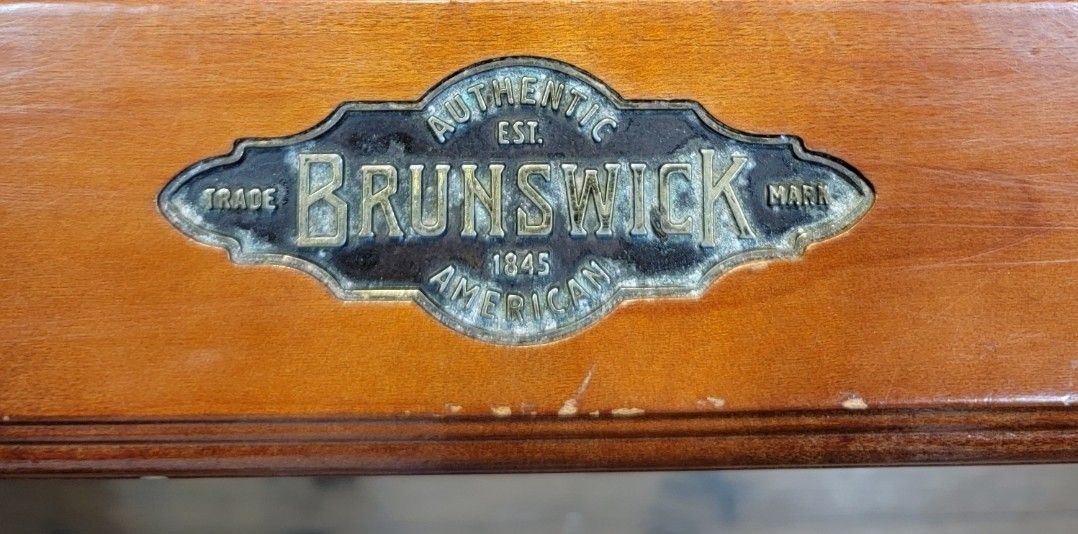 AUTHENTIC
EST.
TRADE BRUNSWICK MARK
1845
AMERICAN